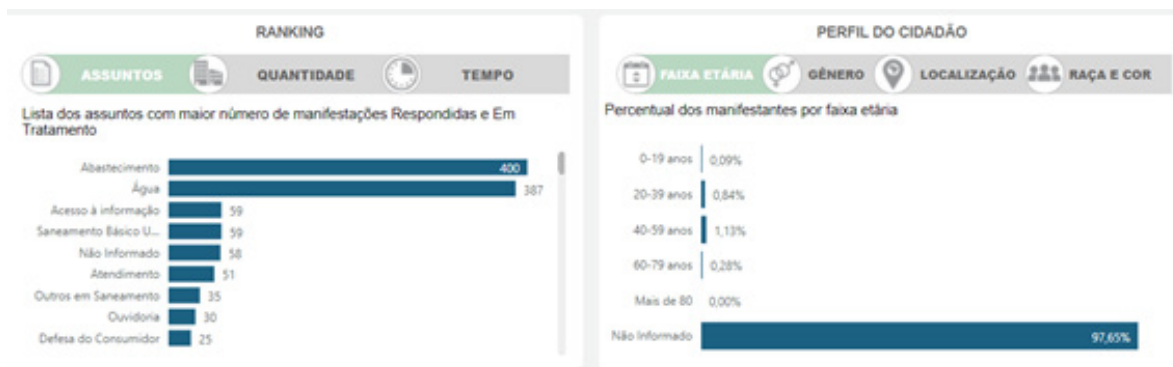 RANKING
ASSUNTOS QUANTIDADE TEMPO
Lista dos assuntos com maior número de manifestações Respondidas e Em
Tratamento
Abastecimento 400
Água 387
Acesso à informação 59
Saneamento Básico U... 59
Não Informado 58
Atendimento 51
Outros em Saneamento 35
Ouvidoria 30
Defesa do Consumidor 25
PERFIL DO CIDADÃO
FAIXA ETÁRIA GÊNERO LOCALIZAÇÃO RAÇA E COR
Percentual dos manifestantes por faixa etária
0-19 anos 0,09%
20-39 anos 0,84%
40-59 anos 1,13%
60-79 anos 0,28%
Mais de 80 0,00%
Não Informado 97,65%